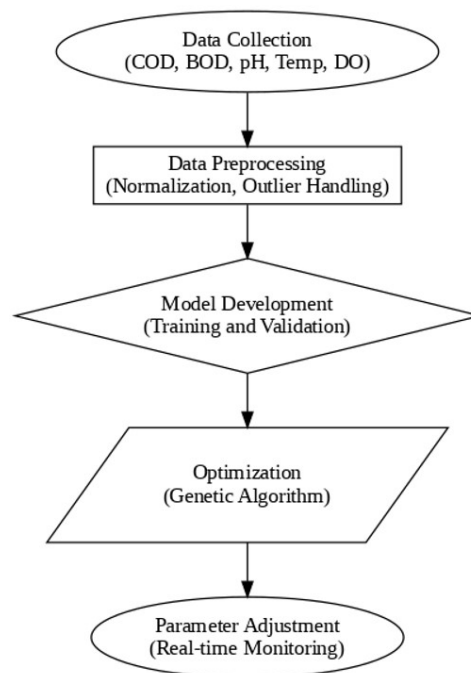 Data Collection
(COD, BOD, pH, Temp, DO)
Data Preprocessing
(Normalization, Outlier Handling)
Model Development
(Training and Validation)
Optimization
(Genetic Algorithm)
Parameter Adjustment
(Real-time Monitoring)